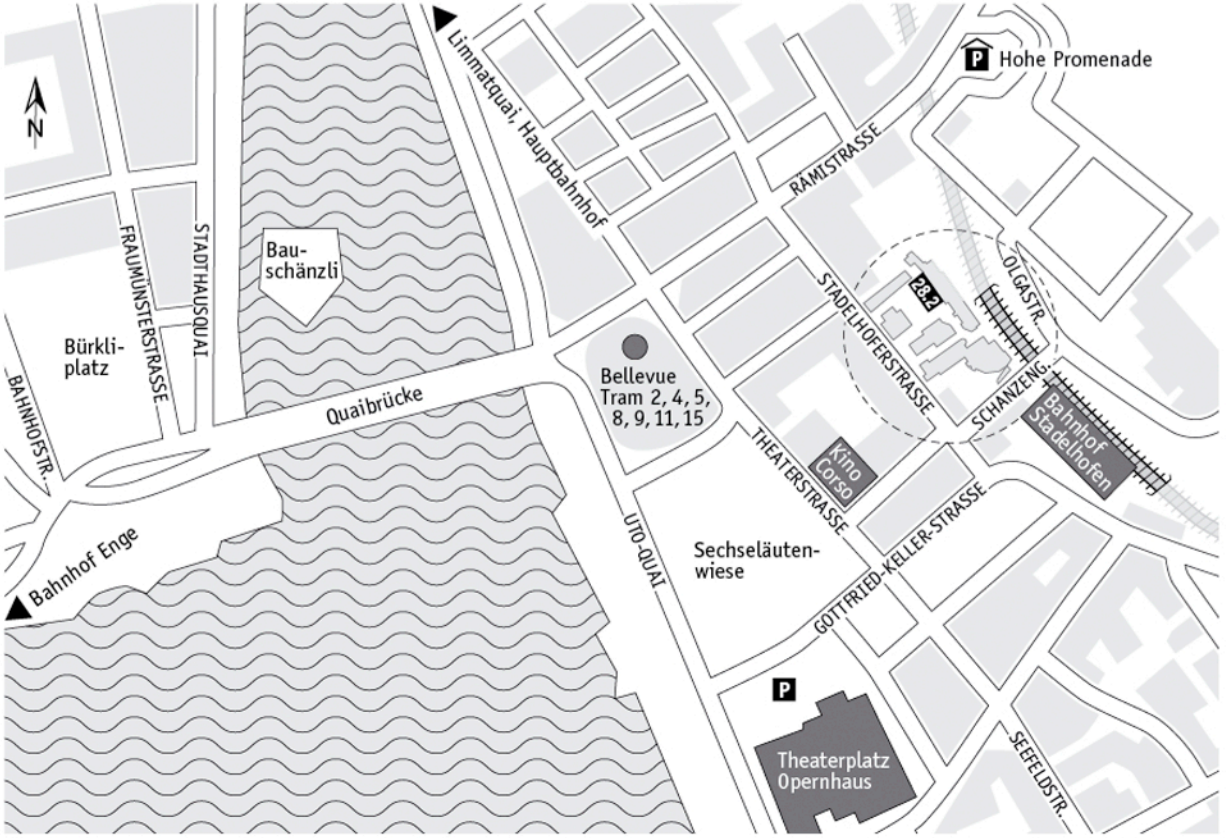 N
Limmatquai, Hauptbahnhof
P
Hohe Promenade
RÄMISTRASSE
FRAUMÜNSTERSTRASSE
STADTHAUSQUAI
Bau-
schänzli
OLGASTR.
28.2
STADELHOFERSTRASSE
Bürkli-
platz
BAHNHOFSTR.
Quaibrücke
Bellevue
Tram 2, 4, 5,
8, 9, 11, 15
SCHANZENG.
Bahnhof
Stadelhofen
THEATERSTRASSE
Kino
Corso
UTO-QUAI
Sechseläuten-
wiese
GOTTFRIED-KELLER-STRASSE
Bahnhof Enge
P
Theaterplatz
Opernhaus
SEEFELDSTR.